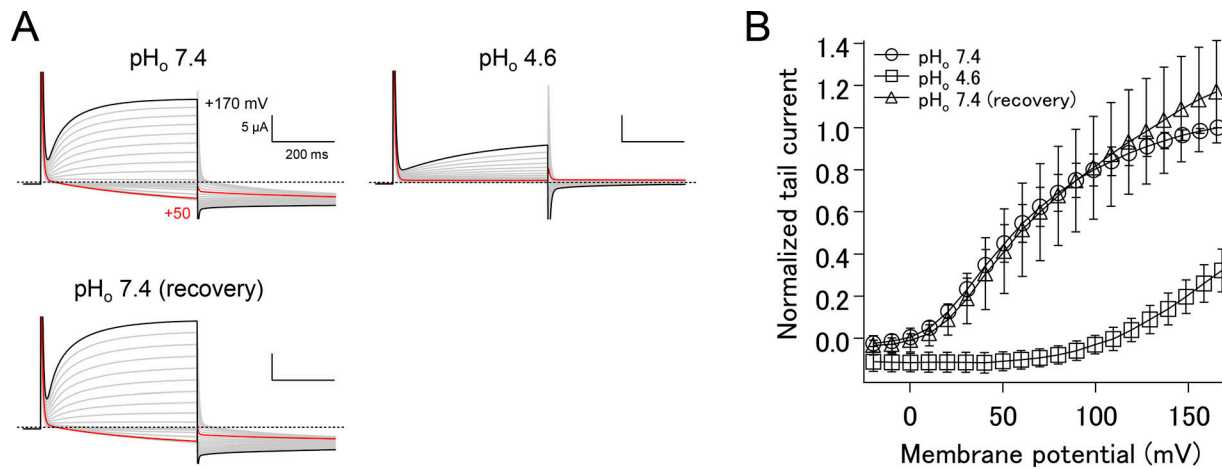 A
pHo 7.4
+170 mV
5 µA
200 ms
+50
pHo 4.6
pHo 7.4 (recovery)
B
Normalized tail current
1.4
1.2
1.0
0.8
0.6
0.4
0.2
0.0
pHo 7.4
pHo 4.6
pHo 7.4 (recovery)
0 50 100 150
Membrane potential (mV)